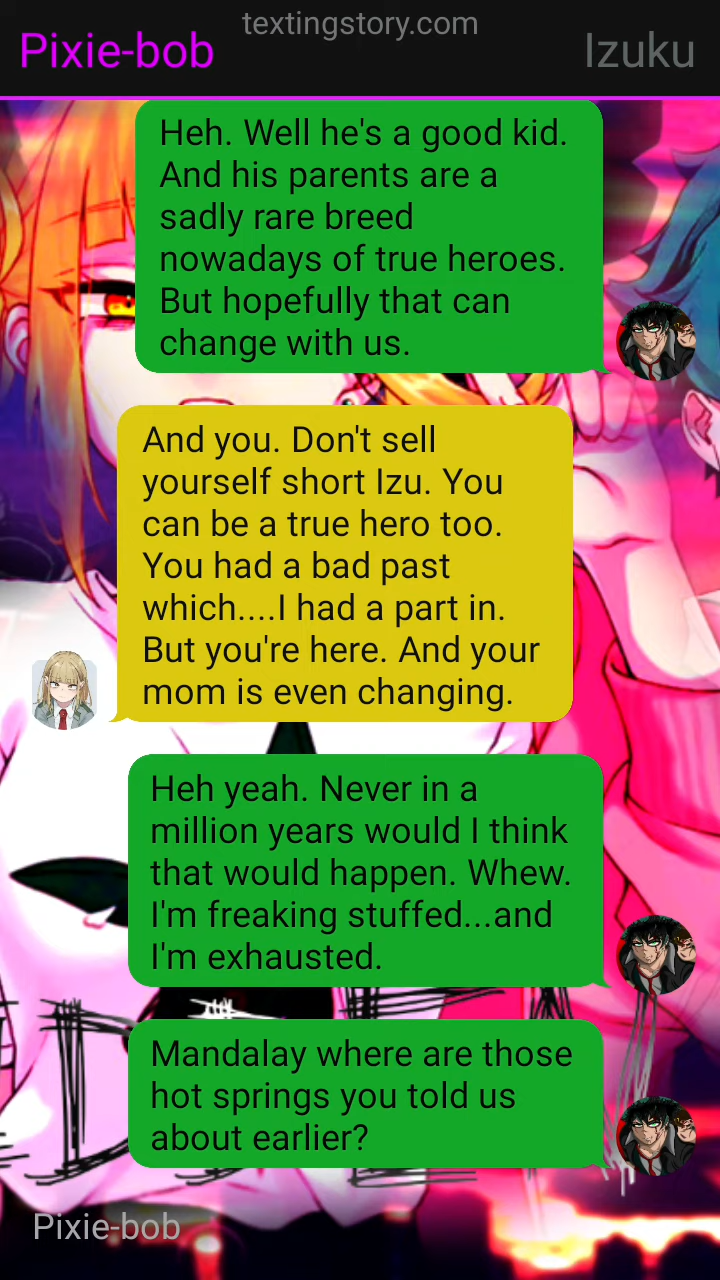 textingstory.com
Pixie-bob
Izuku
Heh. Well he's a good kid.
And his parents are a
sadly rare breed
nowadays of true heroes.
But hopefully that can
change with us.
And you. Don't sell
yourself short Izu. You
can be a true hero too.
You had a bad past
which....I had a part in.
But you're here. And your
mom is even changing.
Heh yeah. Never in a
million years would I think
that would happen. Whew.
I'm freaking stuffed...and
I'm exhausted.
Mandalay where are those
hot springs you told us
about earlier?
Pixie-bob